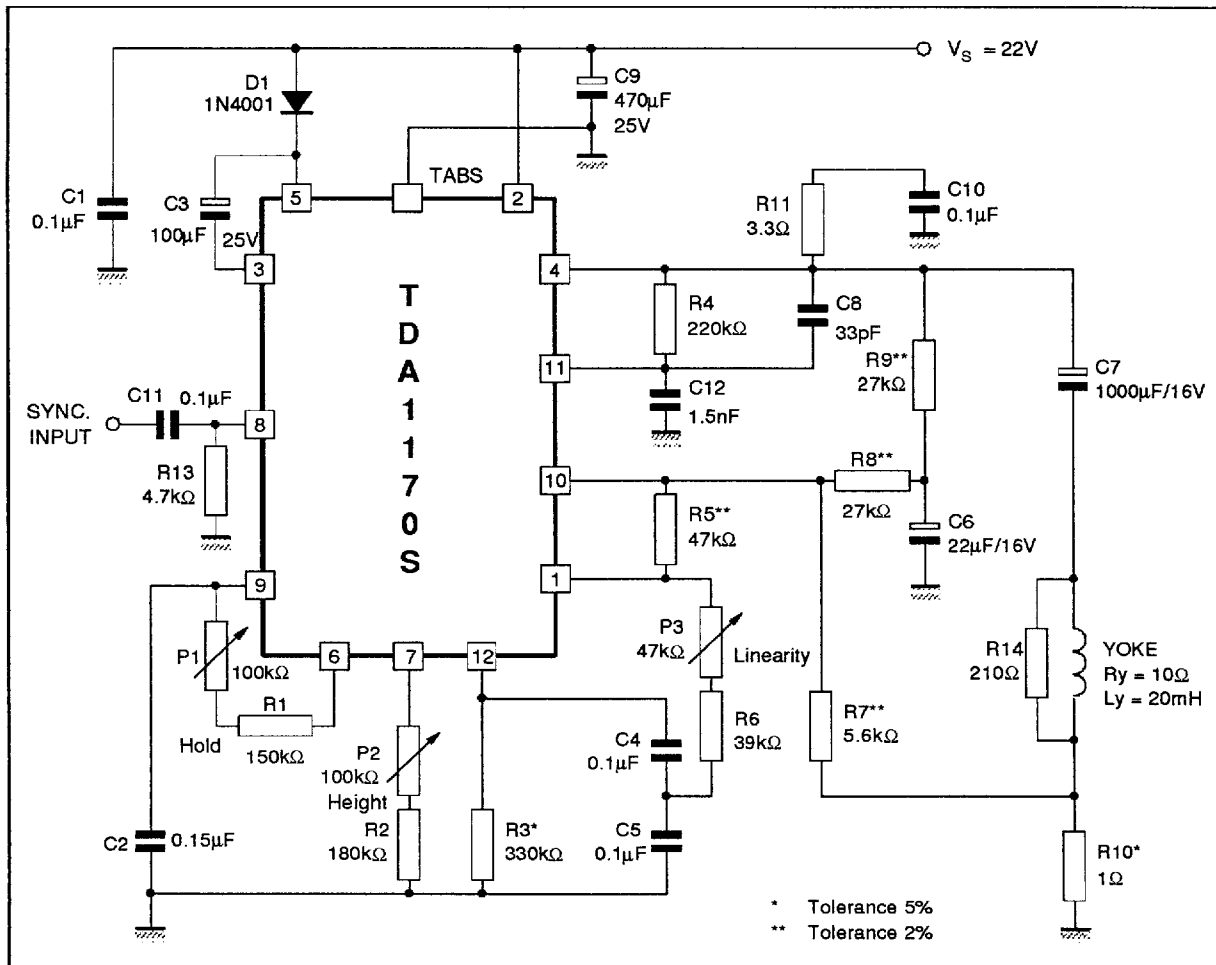 V_S = 22V
D1
1N4001
C9
470µF
25V
TABS
C1
0.1µF
C3
100µF
25V
5
2
R11
3.3Ω
C10
0.1µF
3
4
TDA1170S
R4
220kΩ
C8
33pF
11
R9**
27kΩ
C7
1000µF/16V
C11
0.1µF
SYNC.
INPUT
8
C12
1.5nF
R13
4.7kΩ
10
R8**
27kΩ
R5**
47kΩ
C6
22µF/16V
9
1
P1
100kΩ
6
7
12
P3
47kΩ
Linearity
R14
210Ω
YOKE
Ry = 10Ω
Ly = 20mH
R1
150kΩ
Hold
P2
100kΩ
Height
C4
0.1µF
R6
39kΩ
R7**
5.6kΩ
C2
0.15µF
R2
180kΩ
R3*
330kΩ
C5
0.1µF
R10*
1Ω
* Tolerance 5%
** Tolerance 2%